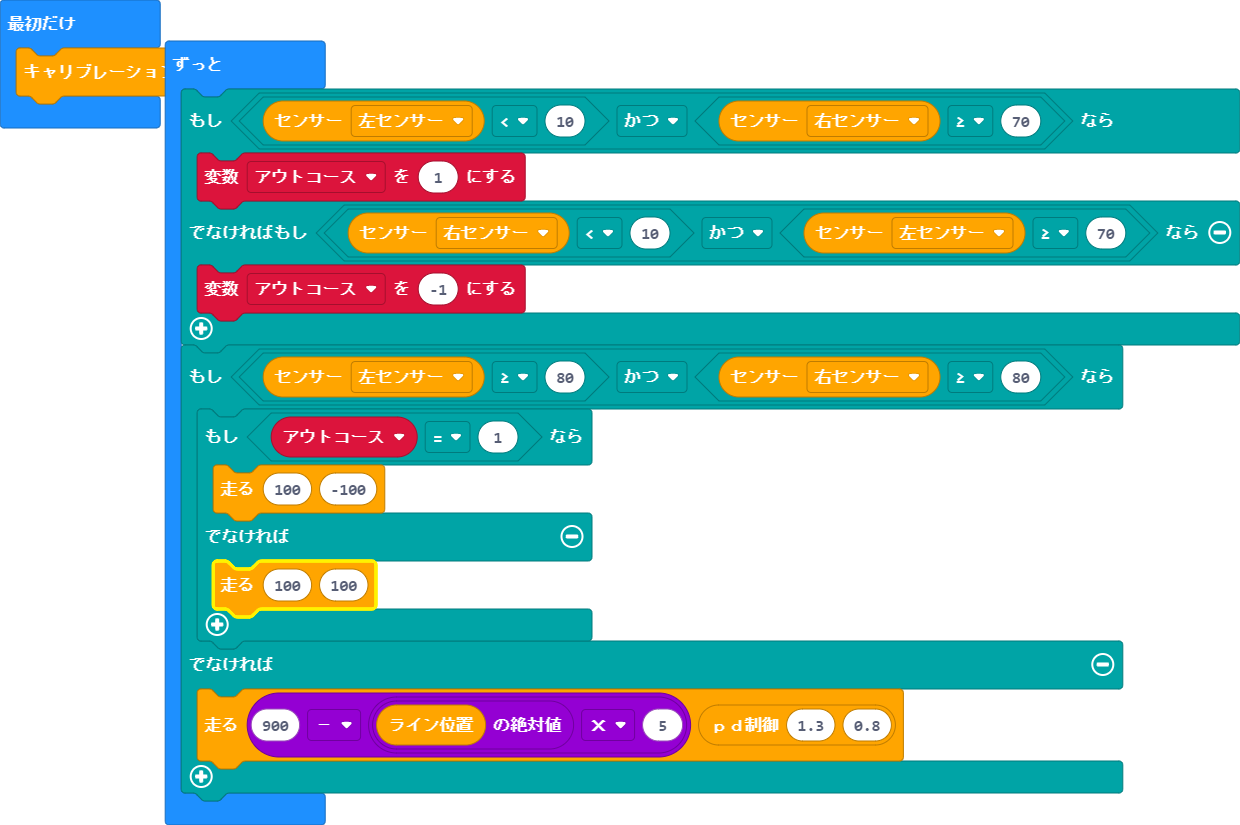 最初だけ
キャリブレーション
ずっと
もし センサー 左センサー < 10 かつ センサー 右センサー ≥ 70 なら
変数 アウトコース を 1 にする
でなければもし センサー 右センサー < 10 かつ センサー 左センサー ≥ 70 なら
変数 アウトコース を -1 にする
もし センサー 左センサー ≥ 80 かつ センサー 右センサー ≥ 80 なら
もし アウトコース = 1 なら
走る 100 -100
でなければ
走る 100 100
でなければ
走る 900 - ライン位置 の絶対値 × 5 pd制御 1.3 0.8